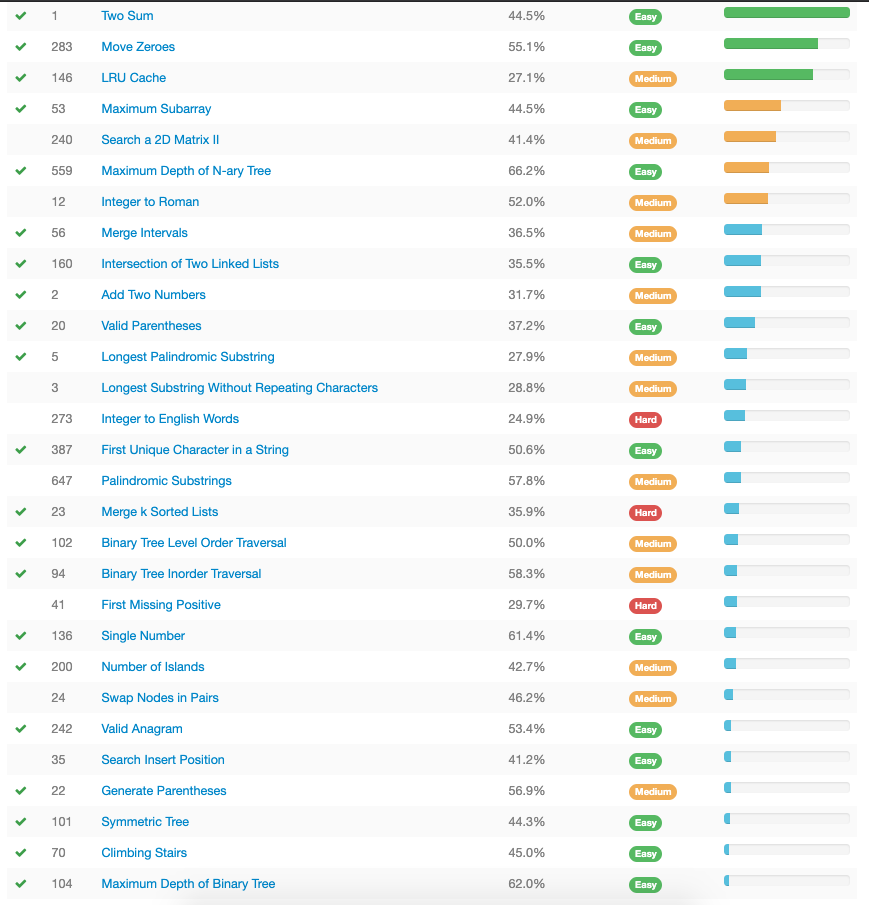 1 Two Sum 44.5% Easy
283 Move Zeroes 55.1% Easy
146 LRU Cache 27.1% Medium
53 Maximum Subarray 44.5% Easy
240 Search a 2D Matrix II 41.4% Medium
559 Maximum Depth of N-ary Tree 66.2% Easy
12 Integer to Roman 52.0% Medium
56 Merge Intervals 36.5% Medium
160 Intersection of Two Linked Lists 35.5% Easy
2 Add Two Numbers 31.7% Medium
20 Valid Parentheses 37.2% Easy
5 Longest Palindromic Substring 27.9% Medium
3 Longest Substring Without Repeating Characters 28.8% Medium
273 Integer to English Words 24.9% Hard
387 First Unique Character in a String 50.6% Easy
647 Palindromic Substrings 57.8% Medium
23 Merge k Sorted Lists 35.9% Hard
102 Binary Tree Level Order Traversal 50.0% Medium
94 Binary Tree Inorder Traversal 58.3% Medium
41 First Missing Positive 29.7% Hard
136 Single Number 61.4% Easy
200 Number of Islands 42.7% Medium
24 Swap Nodes in Pairs 46.2% Medium
242 Valid Anagram 53.4% Easy
35 Search Insert Position 41.2% Easy
22 Generate Parentheses 56.9% Medium
101 Symmetric Tree 44.3% Easy
70 Climbing Stairs 45.0% Easy
104 Maximum Depth of Binary Tree 62.0% Easy